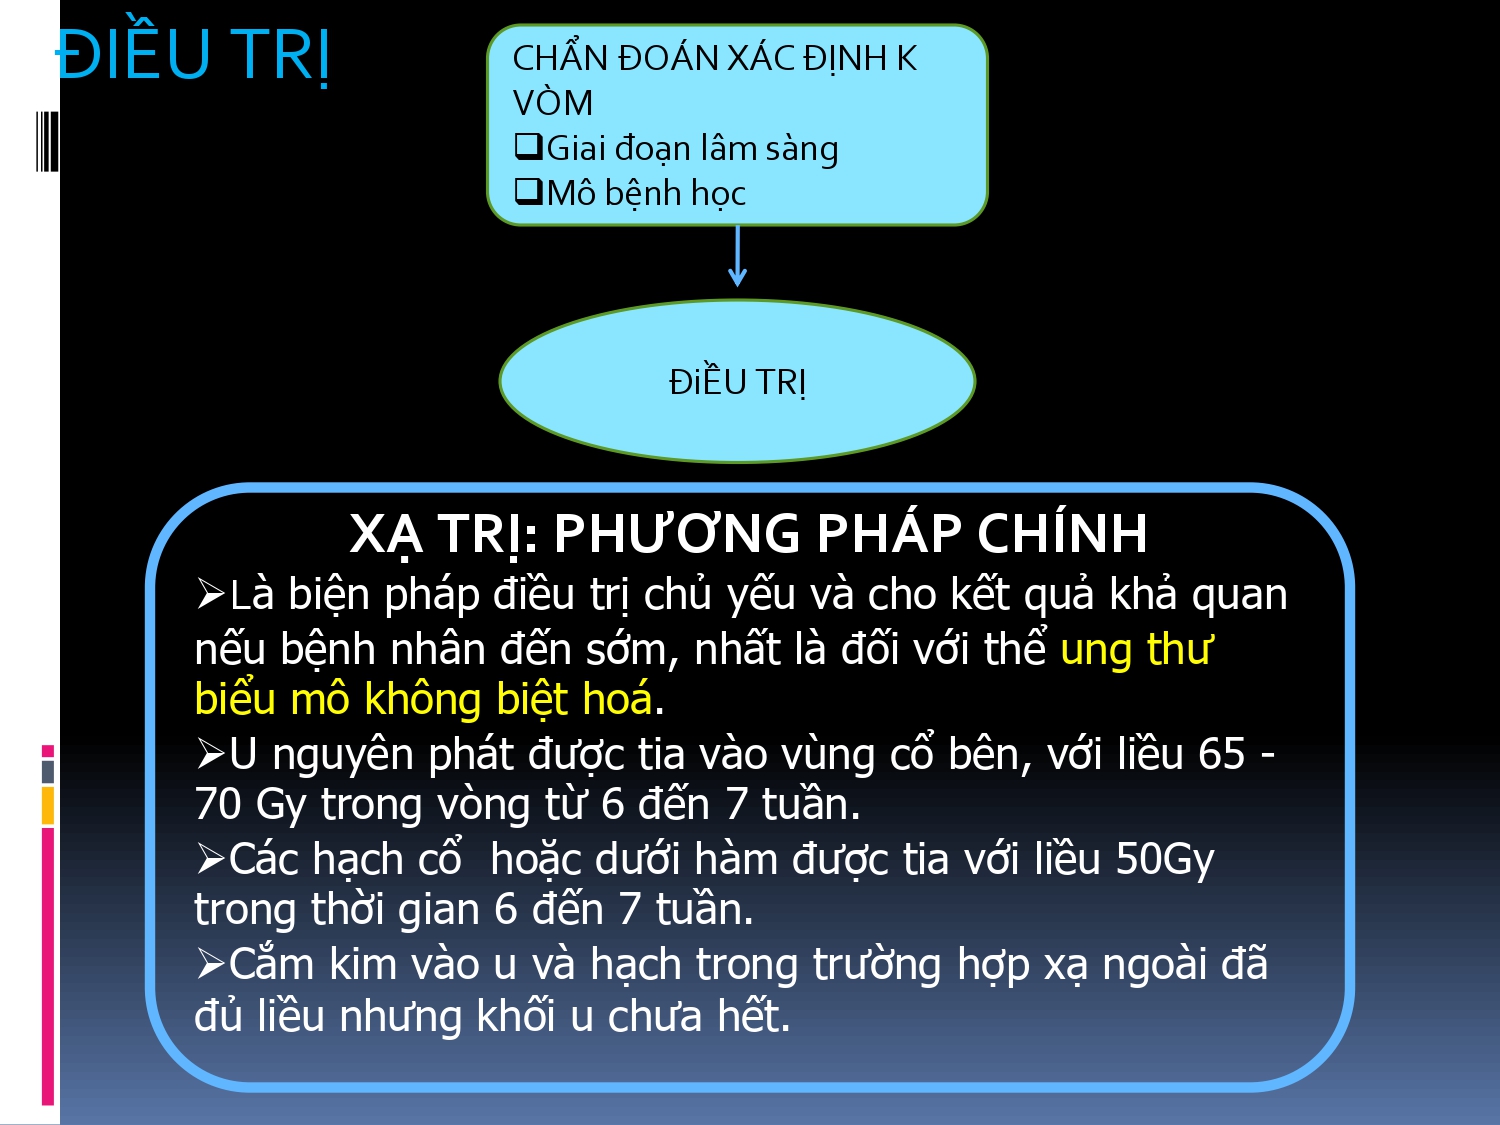 ĐIỀU TRỊ
CHẨN ĐOÁN XÁC ĐỊNH K
VÒM
❑Giai đoạn lâm sàng
❑Mô bệnh học
ĐiỀU TRỊ
XẠ TRỊ: PHƯƠNG PHÁP CHÍNH
➢Là biện pháp điều trị chủ yếu và cho kết quả khả quan
nếu bệnh nhân đến sớm, nhất là đối với thể ung thư
biểu mô không biệt hoá.
➢U nguyên phát được tia vào vùng cổ bên, với liều 65 -
70 Gy trong vòng từ 6 đến 7 tuần.
➢Các hạch cổ  hoặc dưới hàm được tia với liều 50Gy
trong thời gian 6 đến 7 tuần.
➢Cắm kim vào u và hạch trong trường hợp xạ ngoài đã
đủ liều nhưng khối u chưa hết.